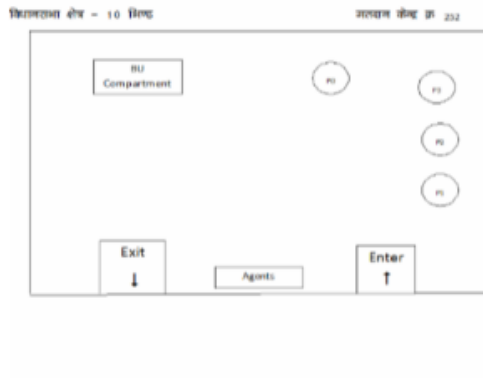 विधानसभा क्षेत्र - 10 भिण्ड
मतदान केन्द्र क्र 232
BU
Compartment
Exit
Agents
Enter